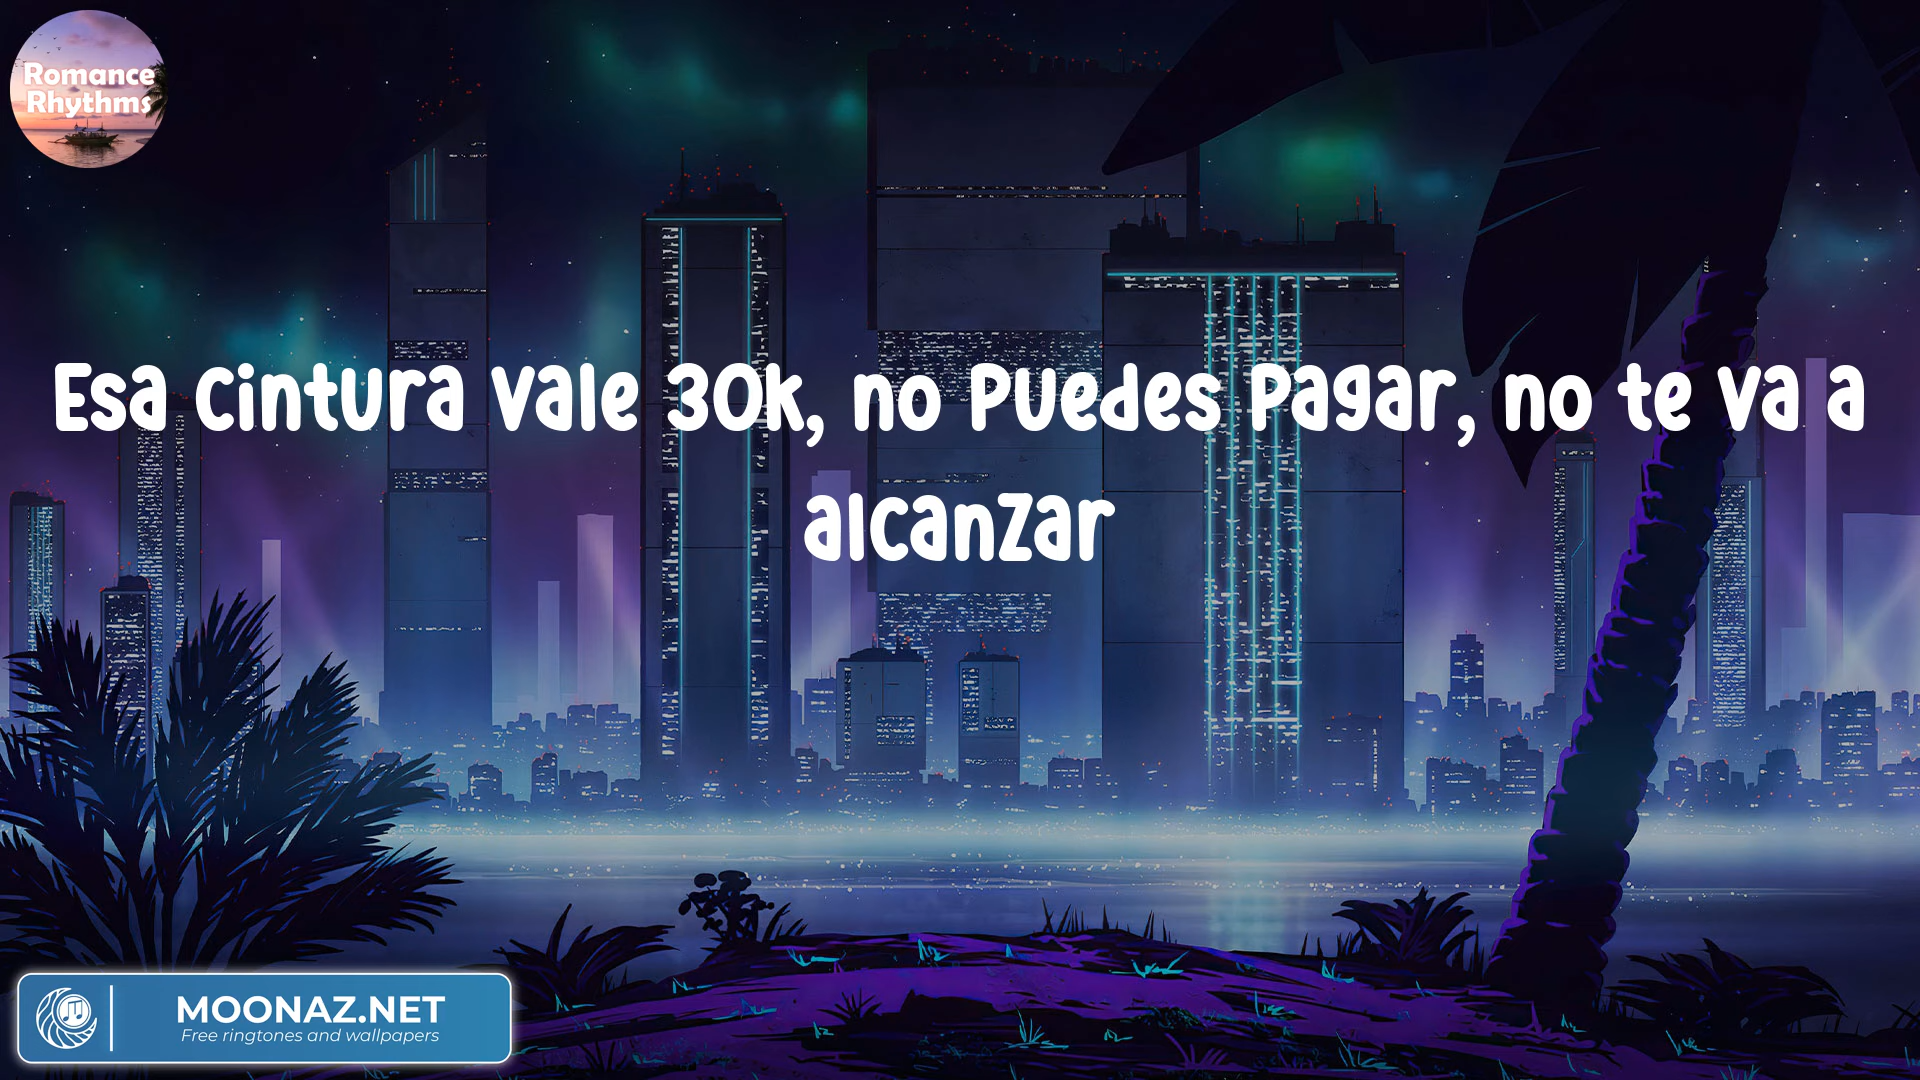 Romance
Rhythms
Esa cintura vale 30k, no puedes pagar, no te va a
alcanzar
MOONAZ.NET
Free ringtones and wallpapers